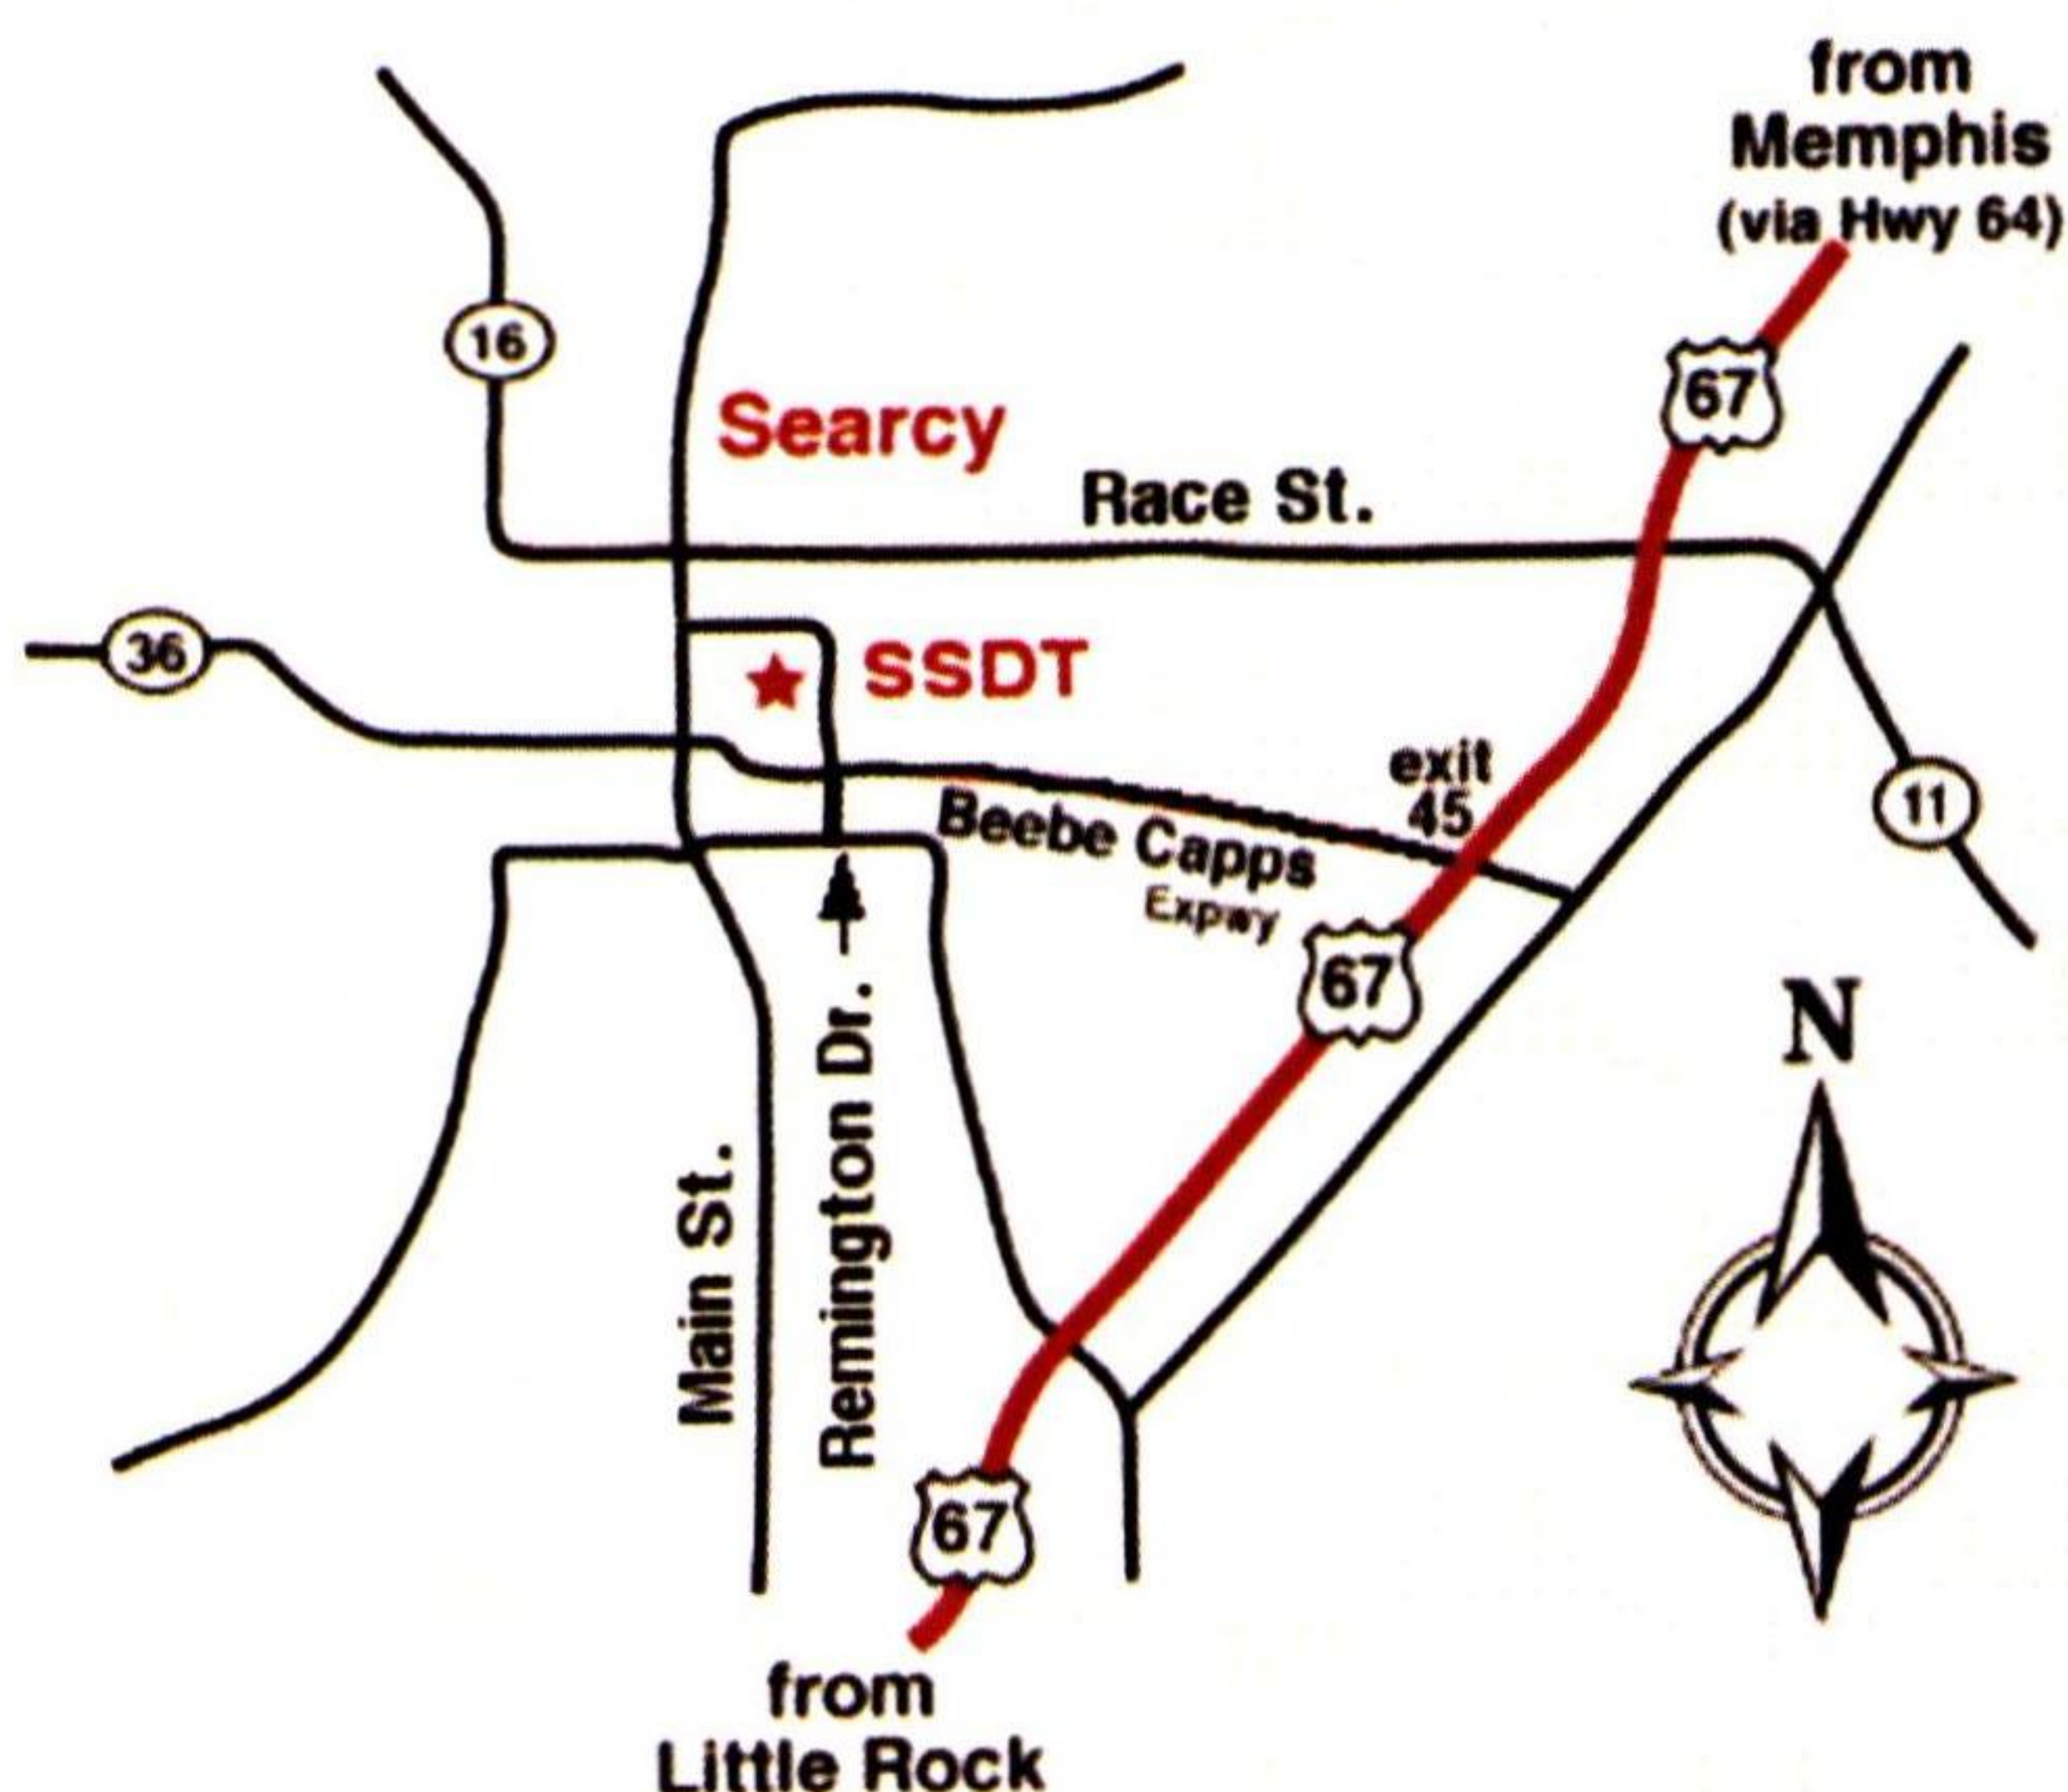 from
Memphis
(via Hwy 64)
16
67
Searcy
Race St.
36
SSDT
exit
45
11
Beebe Capps
Expwy
67
N
Main St.
Remington Dr.
67
from
Little Rock